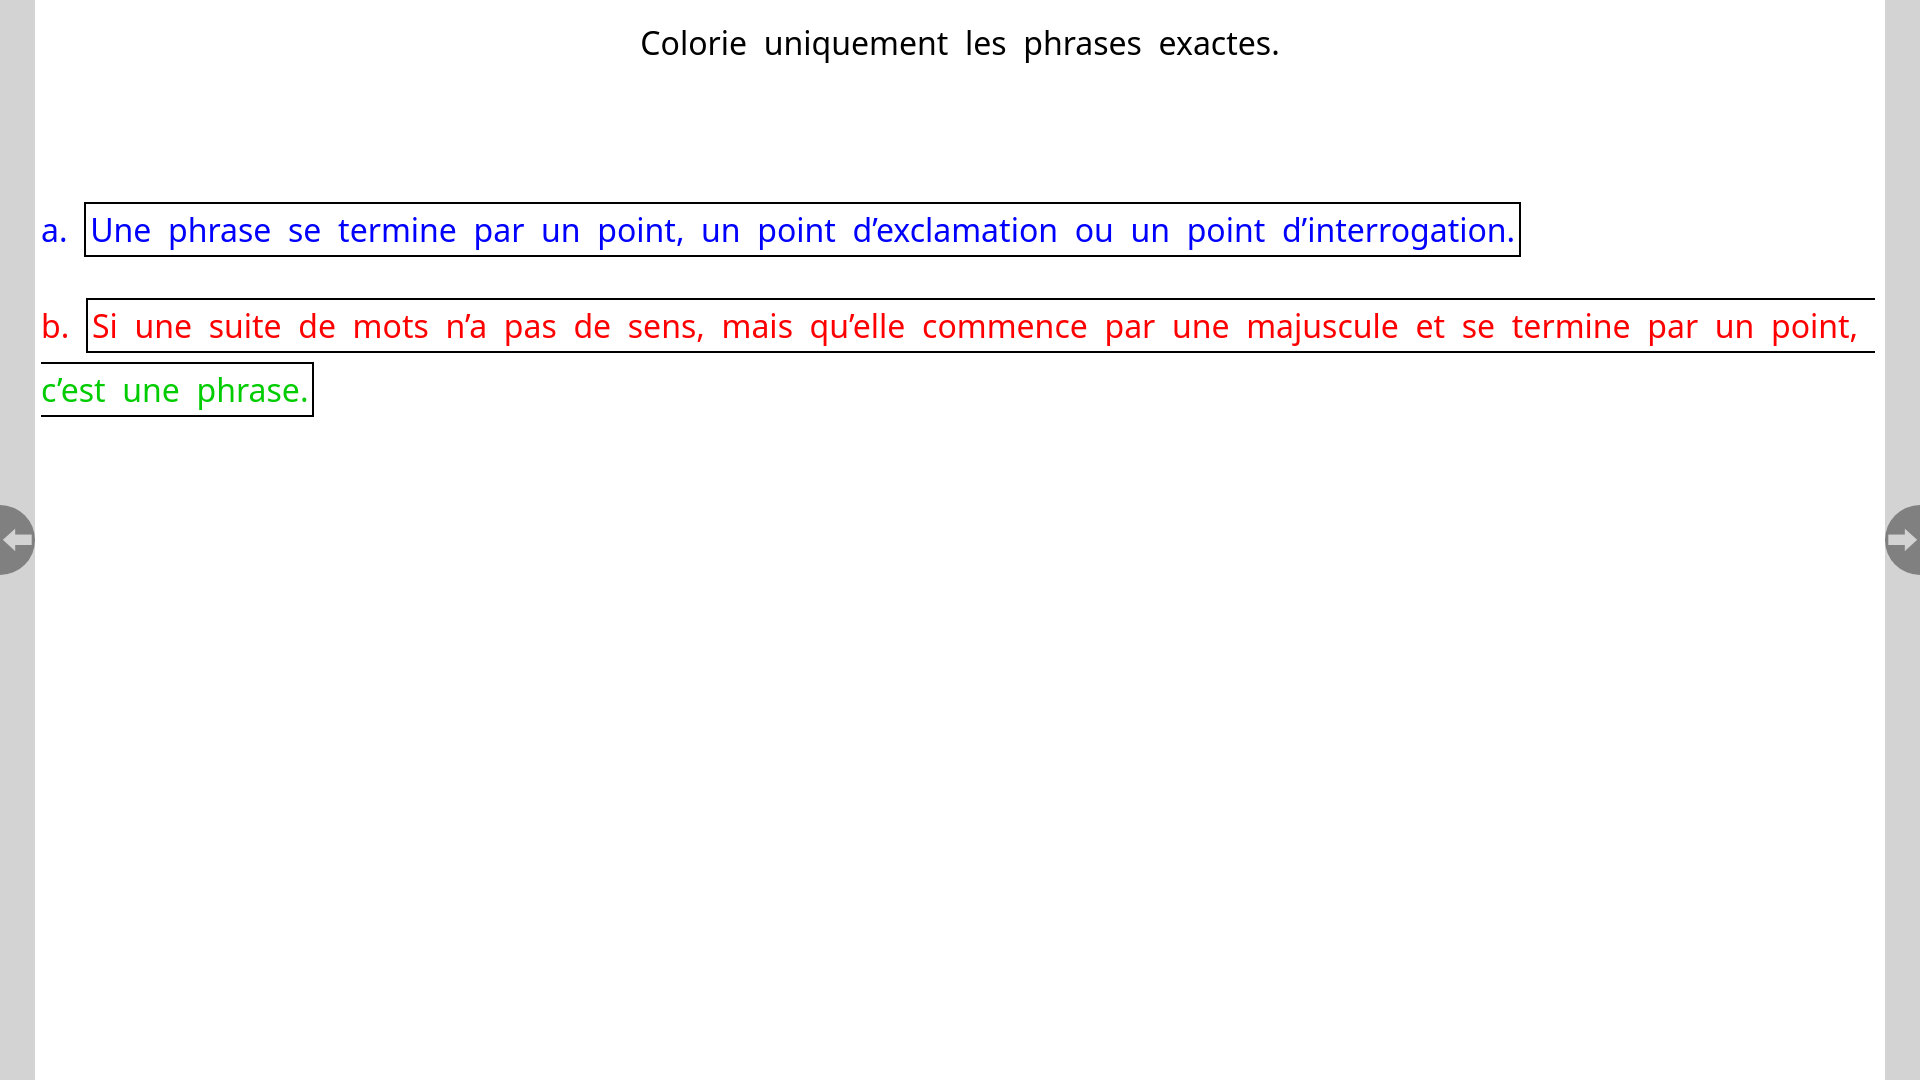 Colorie uniquement les phrases exactes.
a. Une phrase se termine par un point, un point d’exclamation ou un point d’interrogation.
b. Si une suite de mots n’a pas de sens, mais qu’elle commence par une majuscule et se termine par un point,
c’est une phrase.